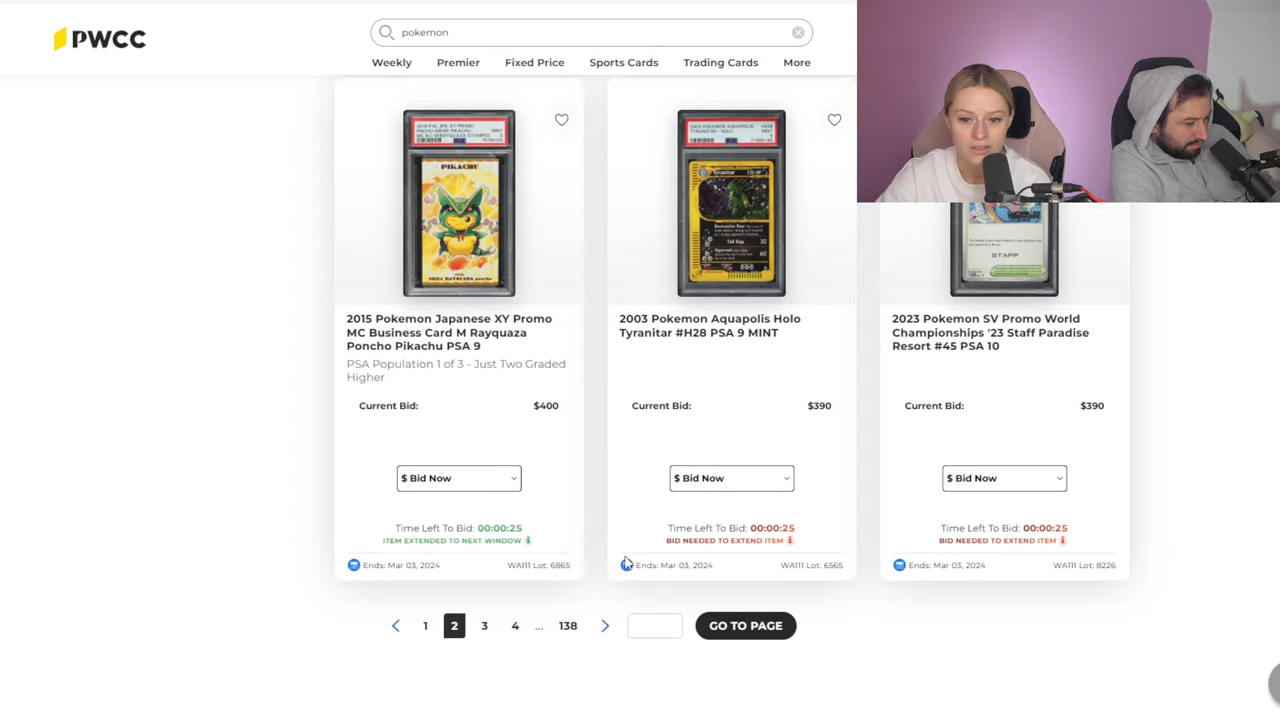 PWCC
pokemon
Weekly Premier Fixed Price Sports Cards Trading Cards More
PIKACHU
Tyranitar
Tail Slap 30
60
STAFF
2015 Pokemon Japanese XY Promo
MC Business Card M Rayquaza
Poncho Pikachu PSA 9
PSA Population 1 of 3 - Just Two Graded
Higher
Current Bid: $400
$ Bid Now
Time Left To Bid: 00:00:25
ITEM EXTENDED TO NEXT WINDOW i
Ends: Mar 03, 2024 WA111 Lot: 6865
2003 Pokemon Aquapolis Holo
Tyranitar #H28 PSA 9 MINT
Current Bid: $390
$ Bid Now
Time Left To Bid: 00:00:25
BID NEEDED TO EXTEND ITEM i
Ends: Mar 03, 2024 WA111 Lot: 6565
2023 Pokemon SV Promo World
Championships '23 Staff Paradise
Resort #45 PSA 10
Current Bid: $390
$ Bid Now
Time Left To Bid: 00:00:25
BID NEEDED TO EXTEND ITEM i
Ends: Mar 03, 2024 WA111 Lot: 8226
1 2 3 4 ... 138 GO TO PAGE